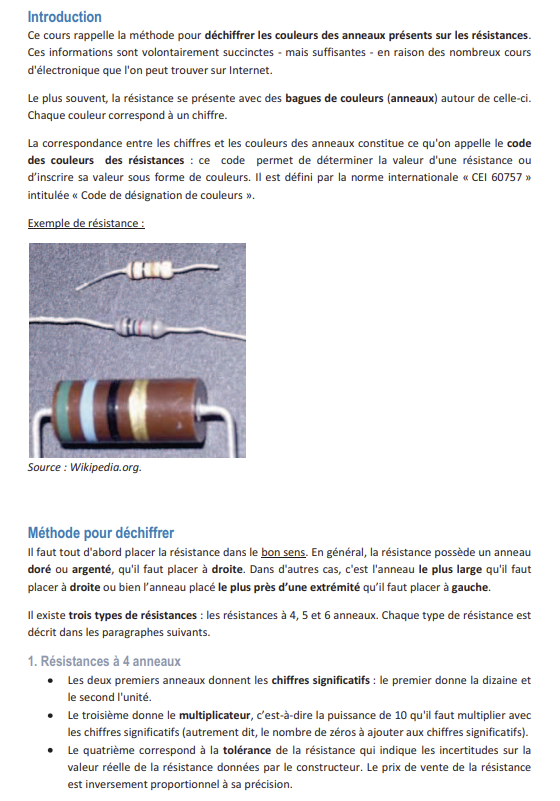 Introduction
Ce cours rappelle la méthode pour déchiffrer les couleurs des anneaux présents sur les résistances.
Ces informations sont volontairement succinctes - mais suffisantes - en raison des nombreux cours
d'électronique que l'on peut trouver sur Internet.
Le plus souvent, la résistance se présente avec des bagues de couleurs (anneaux) autour de celle-ci.
Chaque couleur correspond à un chiffre.
La correspondance entre les chiffres et les couleurs des anneaux constitue ce qu'on appelle le code
des couleurs des résistances : ce code permet de déterminer la valeur d'une résistance ou
d’inscrire sa valeur sous forme de couleurs. Il est défini par la norme internationale « CEI 60757 »
intitulée « Code de désignation de couleurs ».
Exemple de résistance :
Source : Wikipedia.org.
Méthode pour déchiffrer
Il faut tout d'abord placer la résistance dans le bon sens. En général, la résistance possède un anneau
doré ou argenté, qu'il faut placer à droite. Dans d'autres cas, c'est l'anneau le plus large qu'il faut
placer à droite ou bien l’anneau placé le plus près d’une extrémité qu’il faut placer à gauche.
Il existe trois types de résistances : les résistances à 4, 5 et 6 anneaux. Chaque type de résistance est
décrit dans les paragraphes suivants.
1. Résistances à 4 anneaux
• Les deux premiers anneaux donnent les chiffres significatifs : le premier donne la dizaine et
le second l'unité.
• Le troisième donne le multiplicateur, c’est-à-dire la puissance de 10 qu'il faut multiplier avec
les chiffres significatifs (autrement dit, le nombre de zéros à ajouter aux chiffres significatifs).
• Le quatrième correspond à la tolérance de la résistance qui indique les incertitudes sur la
valeur réelle de la résistance données par le constructeur. Le prix de vente de la résistance
est inversement proportionnel à sa précision.